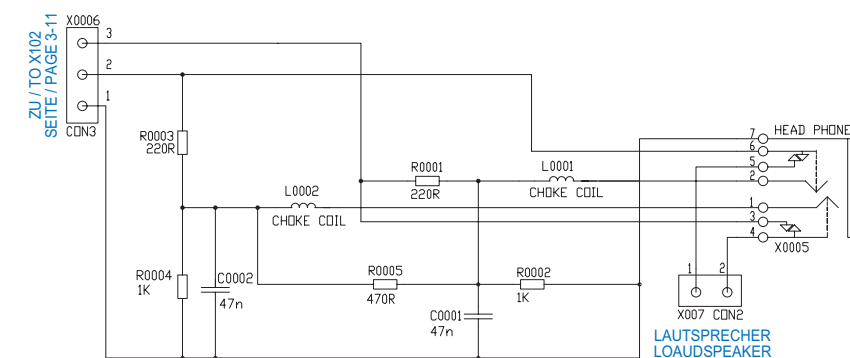 ZU / TO X102
SEITE / PAGE 3-11
X0006
3
2
1
CON3
R0003
220R
R0001
220R
L0001
CHOKE COIL
L0002
CHOKE COIL
7
HEAD PHONE
6
5
2
1
3
4
X0005
R0004
1K
C0002
47n
R0005
470R
R0002
1K
C0001
47n
1
2
X007 CON2
LAUTSPRECHER
LOAUDSPEAKER